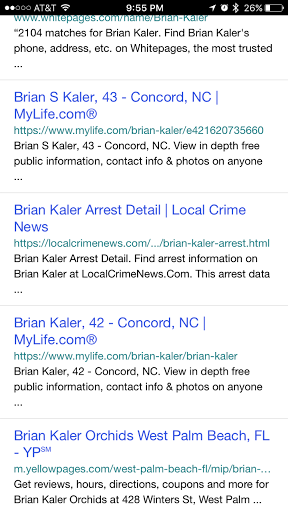 AT&T 9:55 PM 26%
www.whitepages.com/name/Brian-Kaler
"2104 matches for Brian Kaler. Find Brian Kaler's
phone, address, etc. on Whitepages, the most trusted
...
Brian S Kaler, 43 - Concord, NC |
MyLife.com®
https://www.mylife.com/brian-kaler/e421620735660
Brian S Kaler, 43 - Concord, NC. View in depth free
public information, contact info & photos on anyone
...
Brian Kaler Arrest Detail | Local Crime
News
https://localcrimenews.com/.../brian-kaler-arrest.html
Brian Kaler Arrest Detail. Find arrest information on
Brian Kaler at LocalCrimeNews.Com. This arrest data
...
Brian Kaler, 42 - Concord, NC |
MyLife.com®
https://www.mylife.com/brian-kaler/brian-kaler
Brian Kaler, 42 - Concord, NC. View in depth free
public information, contact info & photos on anyone
...
Brian Kaler Orchids West Palm Beach, FL
- YP℠
m.yellowpages.com/west-palm-beach-fl/mip/brian-...
Get reviews, hours, directions, coupons and more for
Brian Kaler Orchids at 428 Winters St, West Palm ...